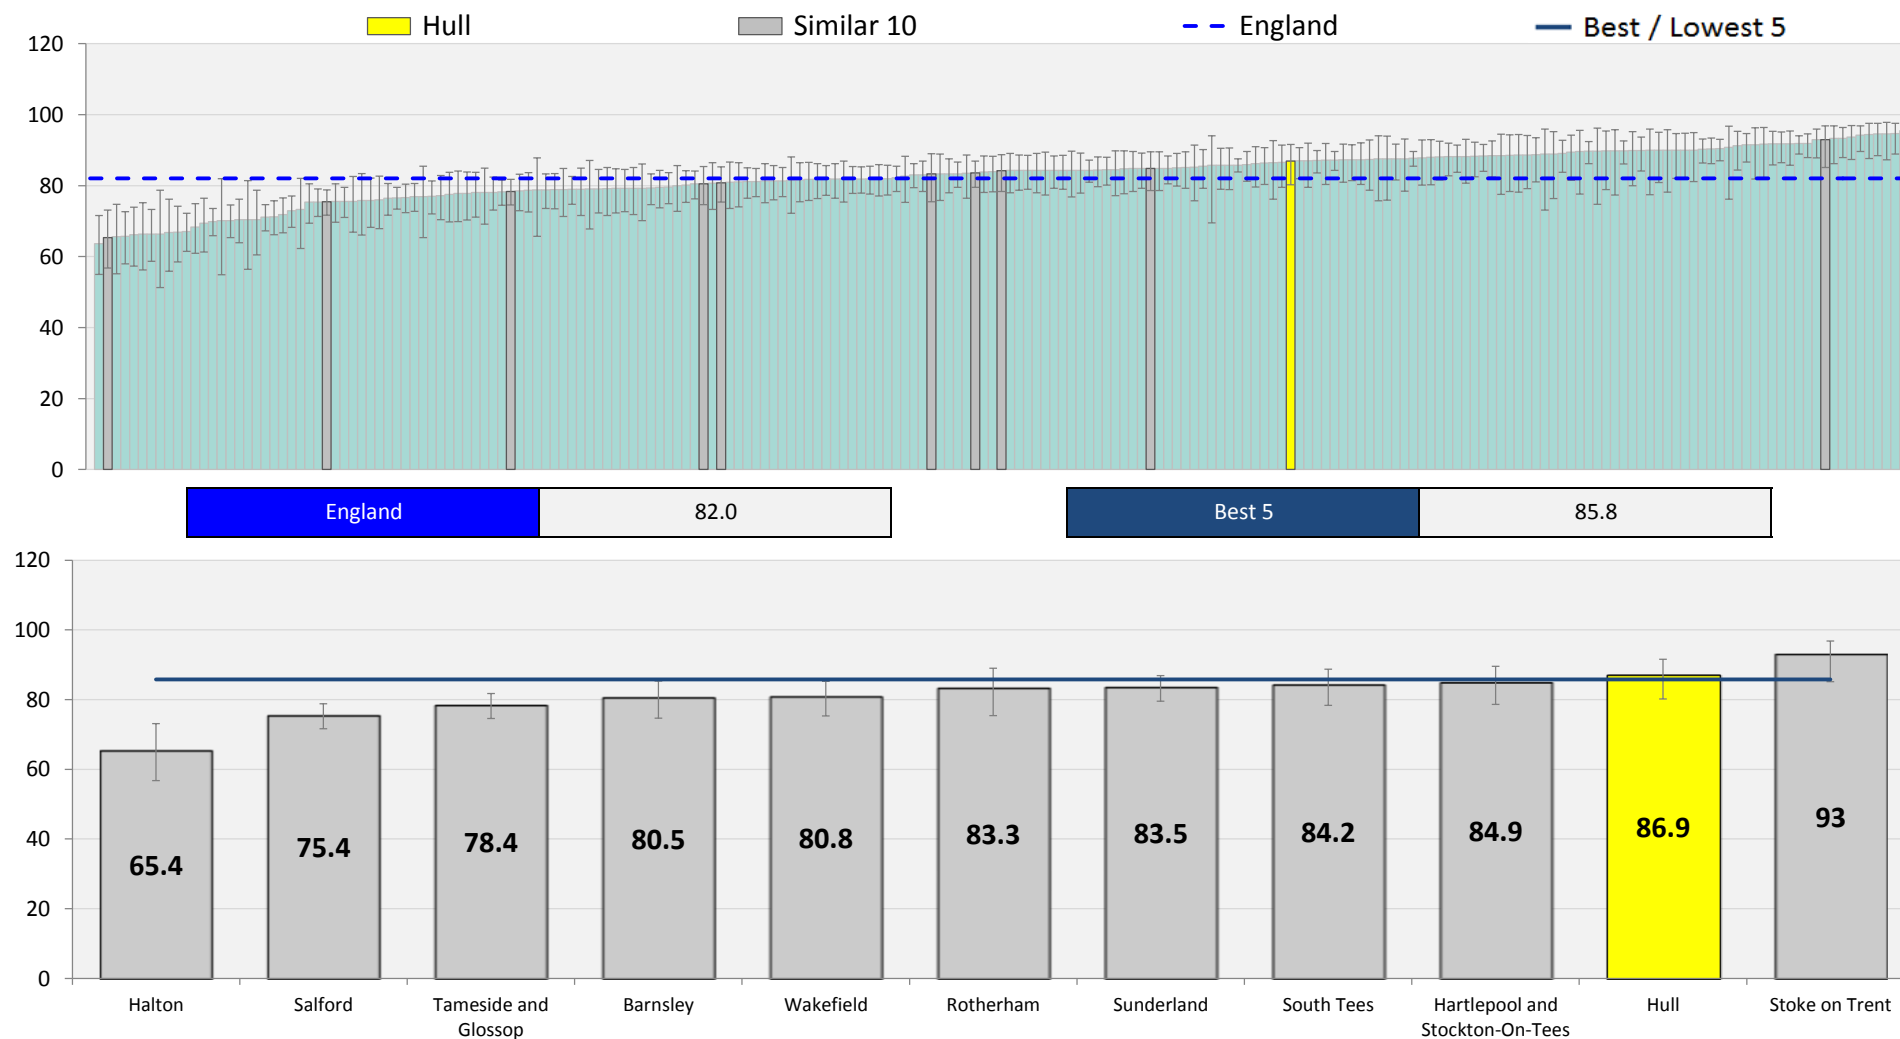 Hull
Similar 10
England
Best / Lowest 5
120
100
80
60
40
20
0
England
82.0
Best 5
85.8
120
100
80
60
40
20
0
65.4
75.4
78.4
80.5
80.8
83.3
83.5
84.2
84.9
86.9
93
Halton
Salford
Tameside and
Glossop
Barnsley
Wakefield
Rotherham
Sunderland
South Tees
Hartlepool and
Stockton-On-Tees
Hull
Stoke on Trent